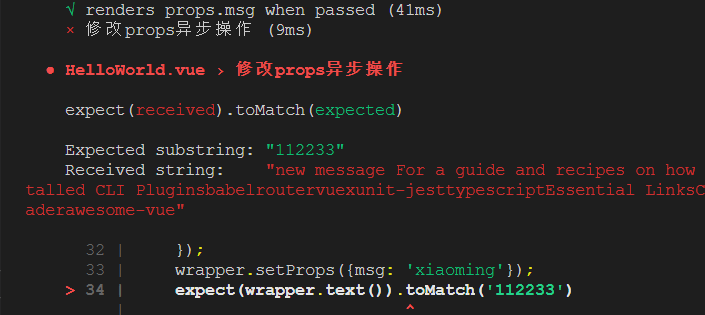 √ renders props.msg when passed (41ms)
× 修改props异步操作 (9ms)
● HelloWorld.vue › 修改props异步操作
expect(received).toMatch(expected)
Expected substring: "112233"
Received string:    "new message For a guide and recipes on how
talled CLI Pluginsbabelroutervuexunit-jesttypescriptEssential LinksC
aderawesome-vue"
32 |     });
33 |     wrapper.setProps({msg: 'xiaoming'});
> 34 |     expect(wrapper.text()).toMatch('112233')
|                            ^